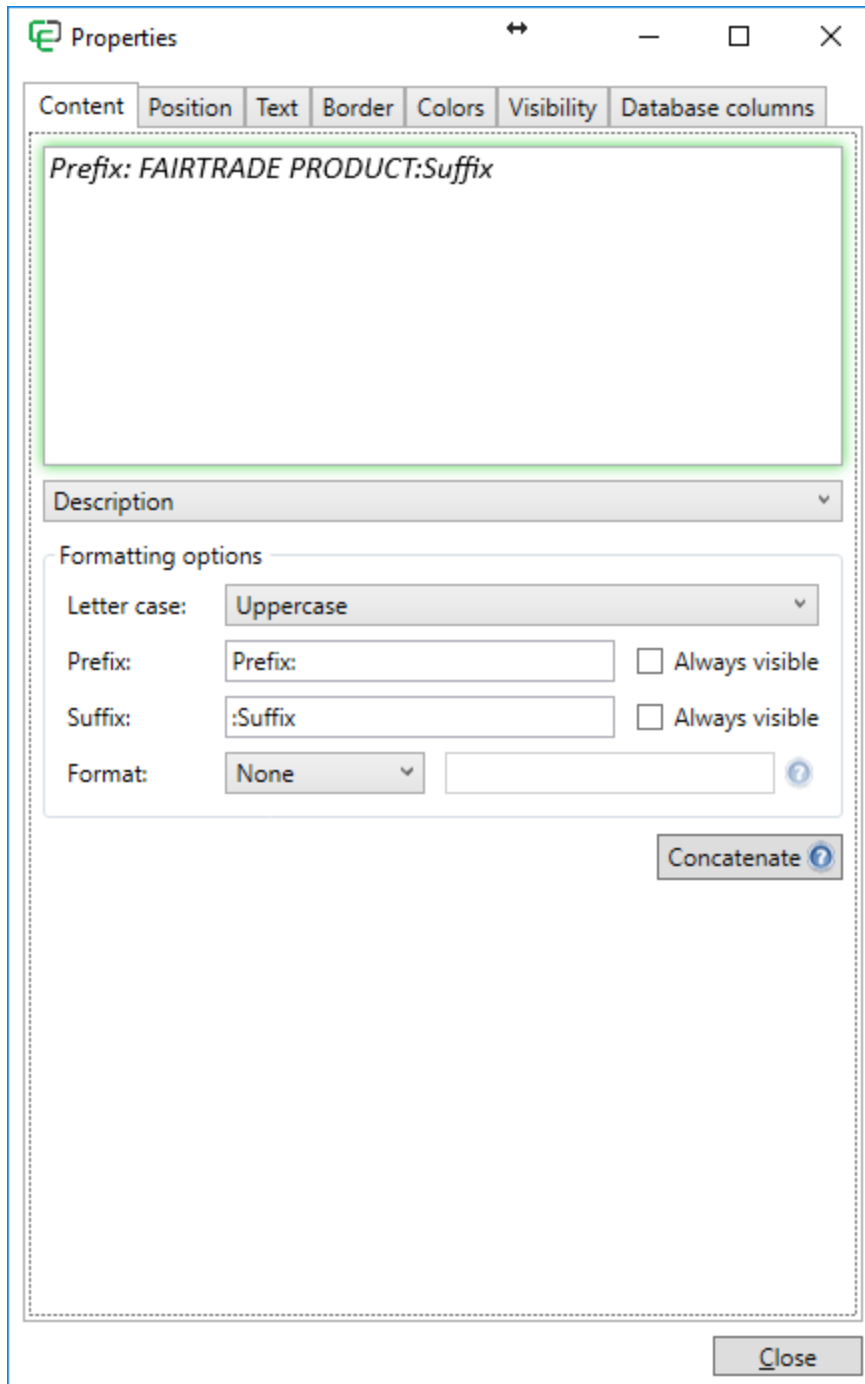 Properties
Content Position Text Border Colors Visibility Database columns
Prefix: FAIRTRADE PRODUCT:Suffix
Description
Formatting options
Letter case: Uppercase
Prefix: Prefix: Always visible
Suffix: :Suffix Always visible
Format: None ?
Concatenate ?
Close